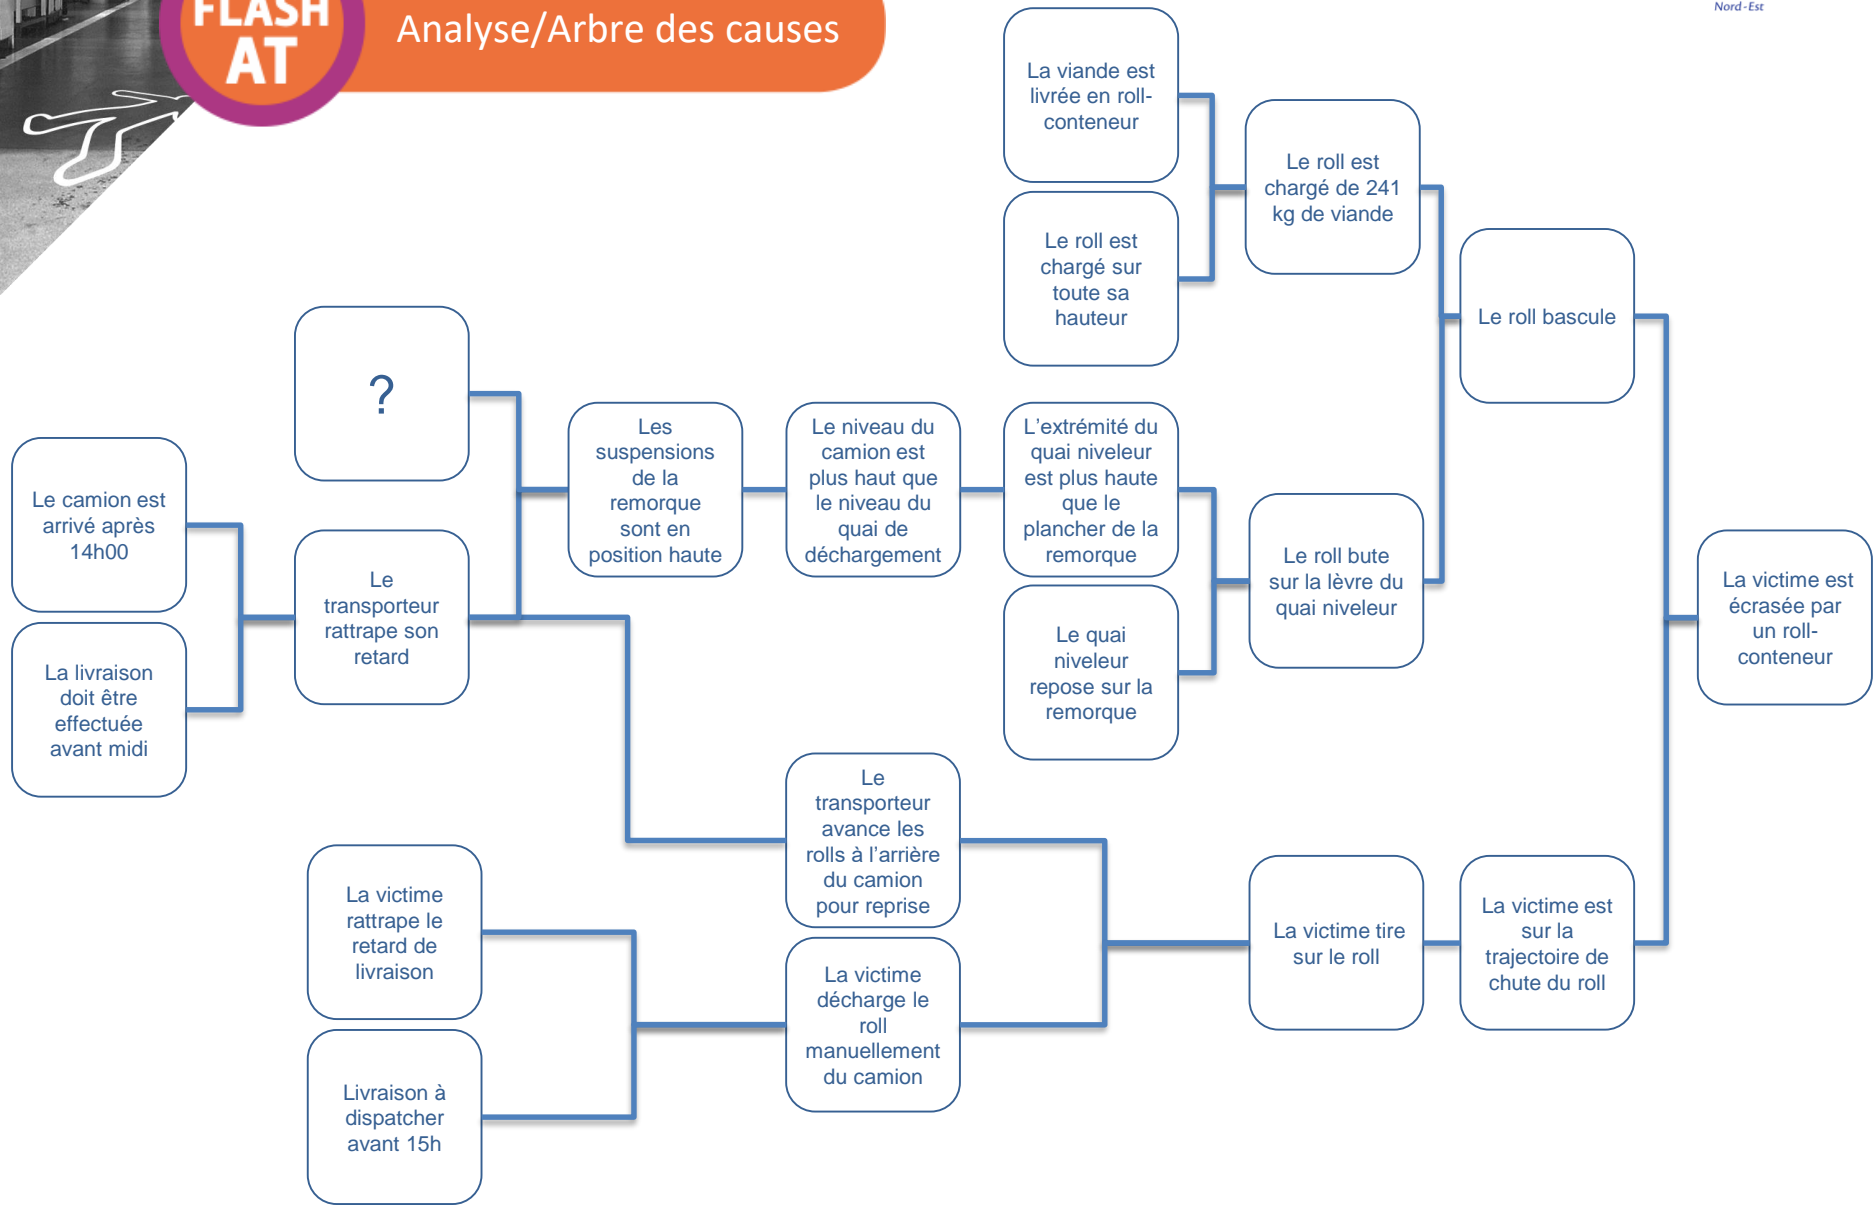 FLASH
AT
Analyse/Arbre des causes
Nord-Est
La viande est
livrée en roll-
conteneur
Le roll est
chargé de 241
kg de viande
Le roll est
chargé sur
toute sa
hauteur
Le roll bascule
?
Les
suspensions
de la
remorque
sont en
position haute
Le niveau du
camion est
plus haut que
le niveau du
quai de
déchargement
L'extrémité du
quai niveleur
est plus haute
que le
plancher de la
remorque
Le camion est
arrivé après
14h00
Le
transporteur
rattrape son
retard
Le roll bute
sur la lèvre du
quai niveleur
La victime est
écrasée par
un roll-
conteneur
La livraison
doit être
effectuée
avant midi
Le quai
niveleur
repose sur la
remorque
Le
transporteur
avance les
rolls à l'arrière
du camion
pour reprise
La victime
rattrape le
retard de
livraison
La victime tire
sur le roll
La victime est
sur la
trajectoire de
chute du roll
La victime
décharge le
roll
manuellement
du camion
Livraison à
dispatcher
avant 15h